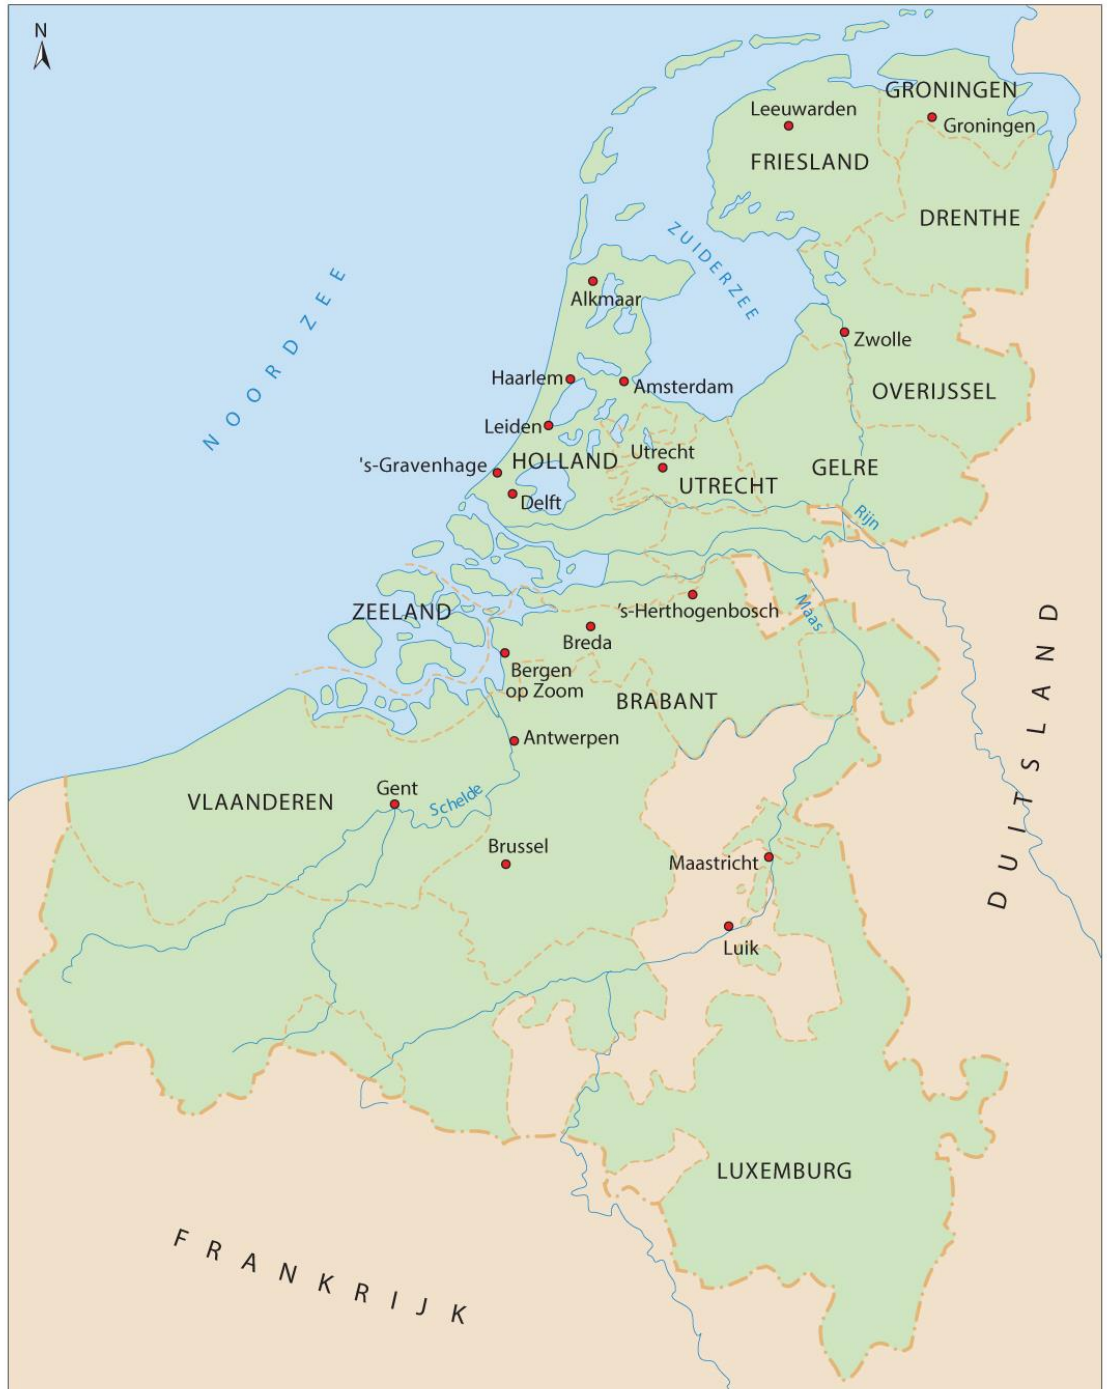 N
GRONINGEN
Leeuwarden
Groningen
FRIESLAND
DRENTHE
ZUIDERZEE
NOORDZEE
Alkmaar
Zwolle
Haarlem
Amsterdam
OVERIJSSEL
Leiden
Utrecht
HOLLAND
's-Gravenhage
GELRE
UTRECHT
Delft
Rijn
ZEELAND
's-Herthogenbosch
Maas
Breda
Bergen
op Zoom
BRABANT
Antwerpen
DUITSLAND
VLAANDEREN
Gent
Schelde
Brussel
Maastricht
Luik
LUXEMBURG
FRANKRIJK